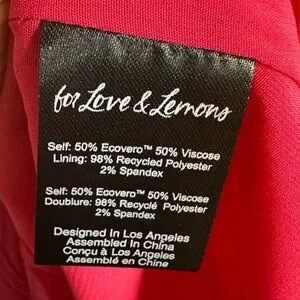 for Love & Lemons
Self: 50% Ecovero™ 50% Viscose
Lining: 98% Recycled Polyester
2% Spandex
Self: 50% Ecovero™ 50% Viscose
Doublure: 98% Recyclé Polyester
2% Spandex
Designed In Los Angeles
Assembled In China
Conçu à Los Angeles
Assemblé en China